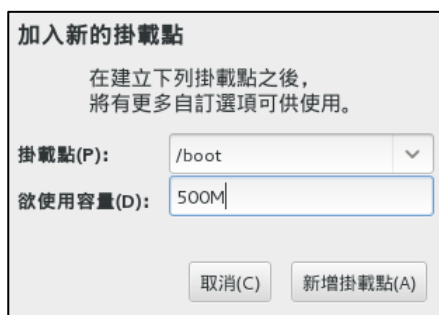 加入新的掛載點
在建立下列掛載點之後，
將有更多自訂選項可供使用。
掛載點(P): /boot
欲使用容量(D): 500M
取消(C) 新增掛載點(A)